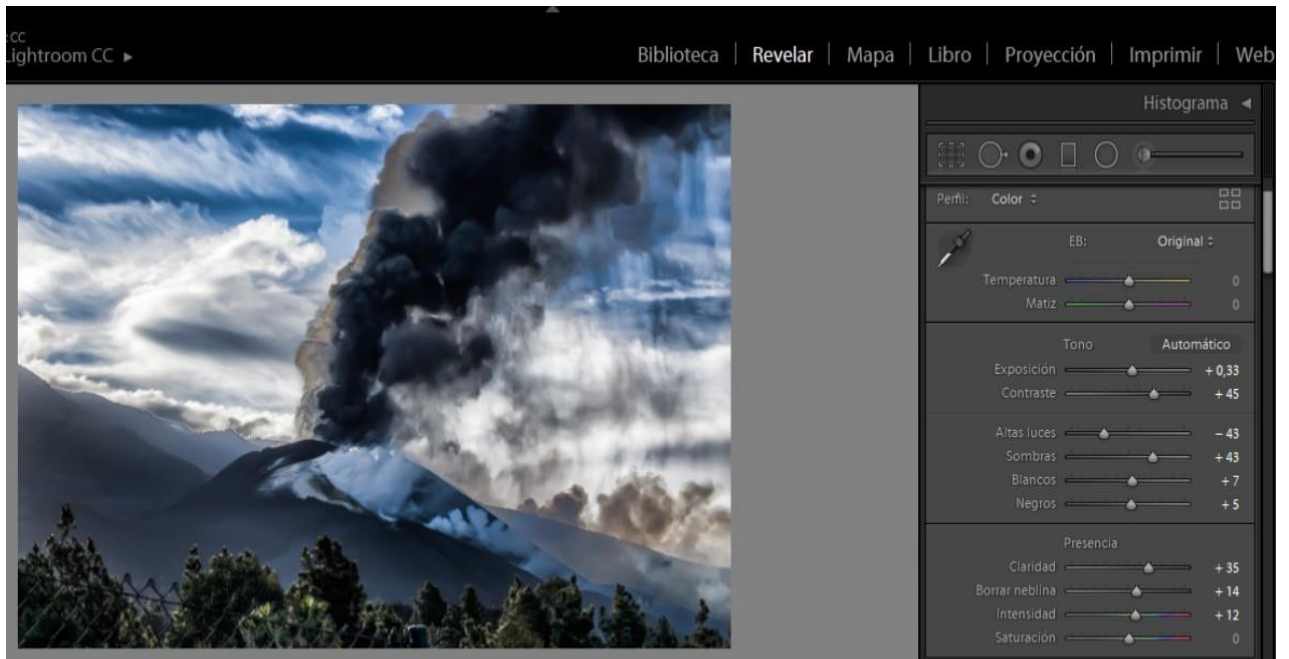 CC
Lightroom CC
Biblioteca | Revelar | Mapa | Libro | Proyección | Imprimir | Web
Histograma
Perfil: Color
EB: Original
Temperatura 0
Matiz 0
Tono Automático
Exposición + 0,33
Contraste + 45
Altas luces − 43
Sombras + 43
Blancos + 7
Negros + 5
Presencia
Claridad + 35
Borrar neblina + 14
Intensidad + 12
Saturación 0